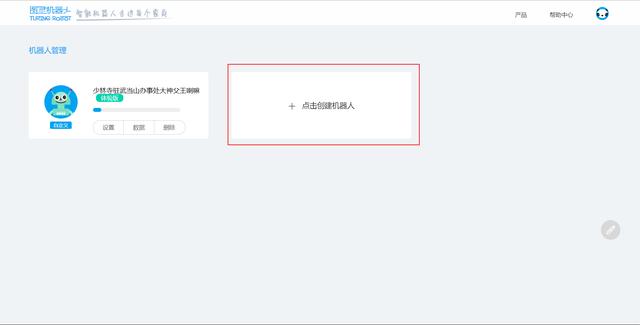 图灵机器人
TURING ROBOT
智能机器人走进每个家庭
产品
帮助中心
机器人管理
少林寺驻武当山办事处大神父王喇嘛
体验版
自定义
设置
数据
删除
+ 点击创建机器人